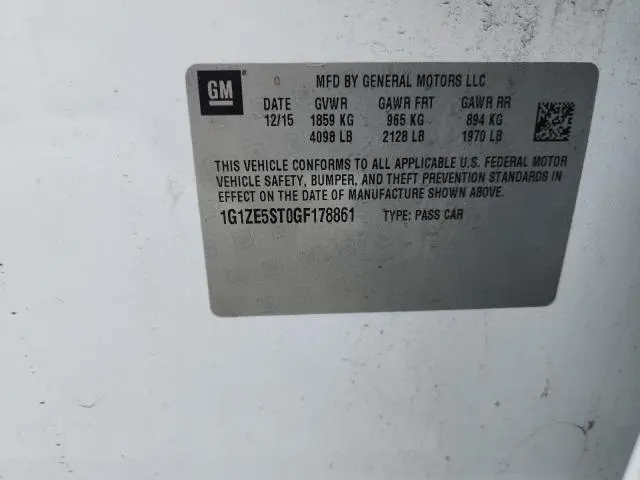 GM
MFD BY GENERAL MOTORS LLC
DATE GVWR GAWR FRT GAWR RR
12/15 1859 KG 965 KG 894 KG
4098 LB 2128 LB 1970 LB
THIS VEHICLE CONFORMS TO ALL APPLICABLE U.S. FEDERAL MOTOR
VEHICLE SAFETY, BUMPER, AND THEFT PREVENTION STANDARDS IN
EFFECT ON THE DATE OF MANUFACTURE SHOWN ABOVE.
1G1ZE5ST0GF178861 TYPE: PASS CAR